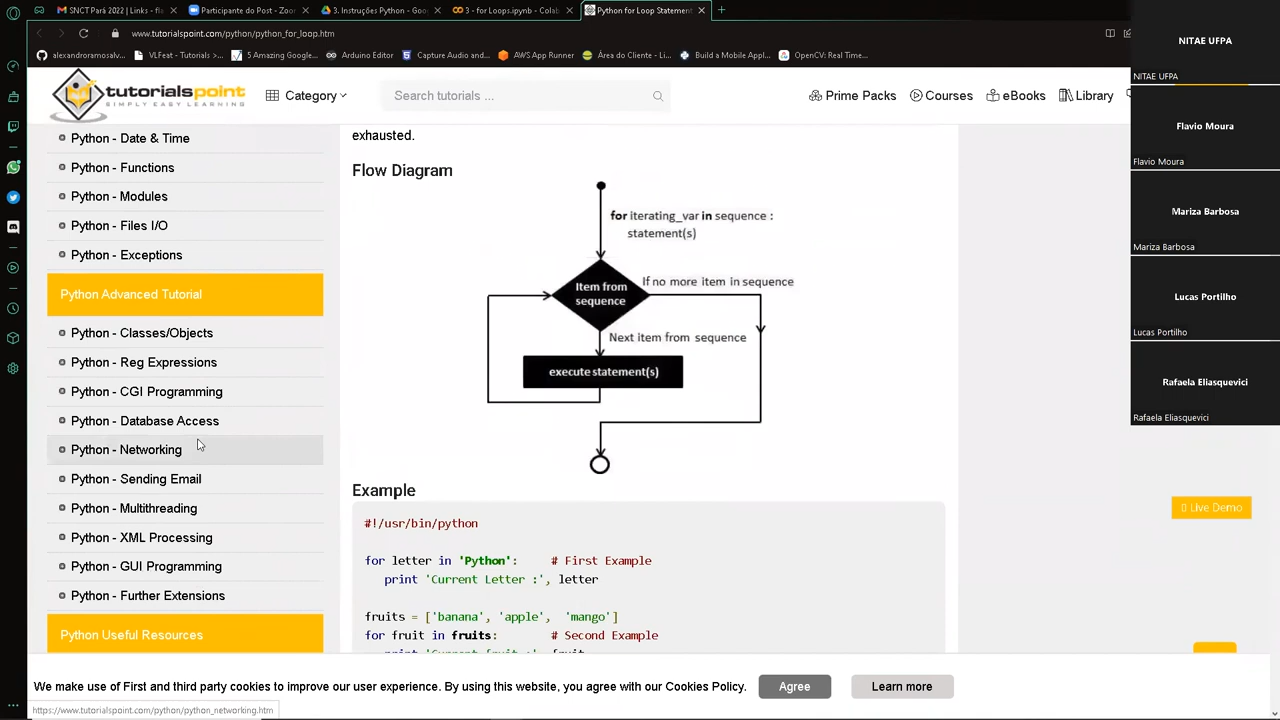 SNCT Pará 2022 | Links - fla
Participante do Post - Zoom
3. Instruções Python - Goo
3 - for Loops.ipynb - Colab
Python for Loop Statement
www.tutorialspoint.com/python/python_for_loop.htm
alexandroramosalv...
VLFeat - Tutorials >...
5 Amazing Google...
Arduino Editor
Capture Audio and...
AWS App Runner
Área do Cliente - Li...
Build a Mobile Appl...
OpenCV: Real Time...
tutorialspoint
SIMPLY EASY LEARNING
Category
Search tutorials ...
Prime Packs
Courses
eBooks
Library
Python - Date & Time
Python - Functions
Python - Modules
Python - Files I/O
Python - Exceptions
Python Advanced Tutorial
Python - Classes/Objects
Python - Reg Expressions
Python - CGI Programming
Python - Database Access
Python - Networking
Python - Sending Email
Python - Multithreading
Python - XML Processing
Python - GUI Programming
Python - Further Extensions
Python Useful Resources
exhausted.
Flow Diagram
for iterating_var in sequence :
statement(s)
Item from
sequence
If no more item in sequence
Next item from sequence
execute statement(s)
Example
#!/usr/bin/python
for letter in 'Python': # First Example
print 'Current Letter :', letter
fruits = ['banana', 'apple', 'mango']
for fruit in fruits: # Second Example
print 'Current fruit :', fruit
Live Demo
NITAE UFPA
NITAE UFPA
Flavio Moura
Flavio Moura
Mariza Barbosa
Mariza Barbosa
Lucas Portilho
Lucas Portilho
Rafaela Eliasquevici
Rafaela Eliasquevici
We make use of First and third party cookies to improve our user experience. By using this website, you agree with our Cookies Policy.
Agree
Learn more
https://www.tutorialspoint.com/python/python_networking.htm